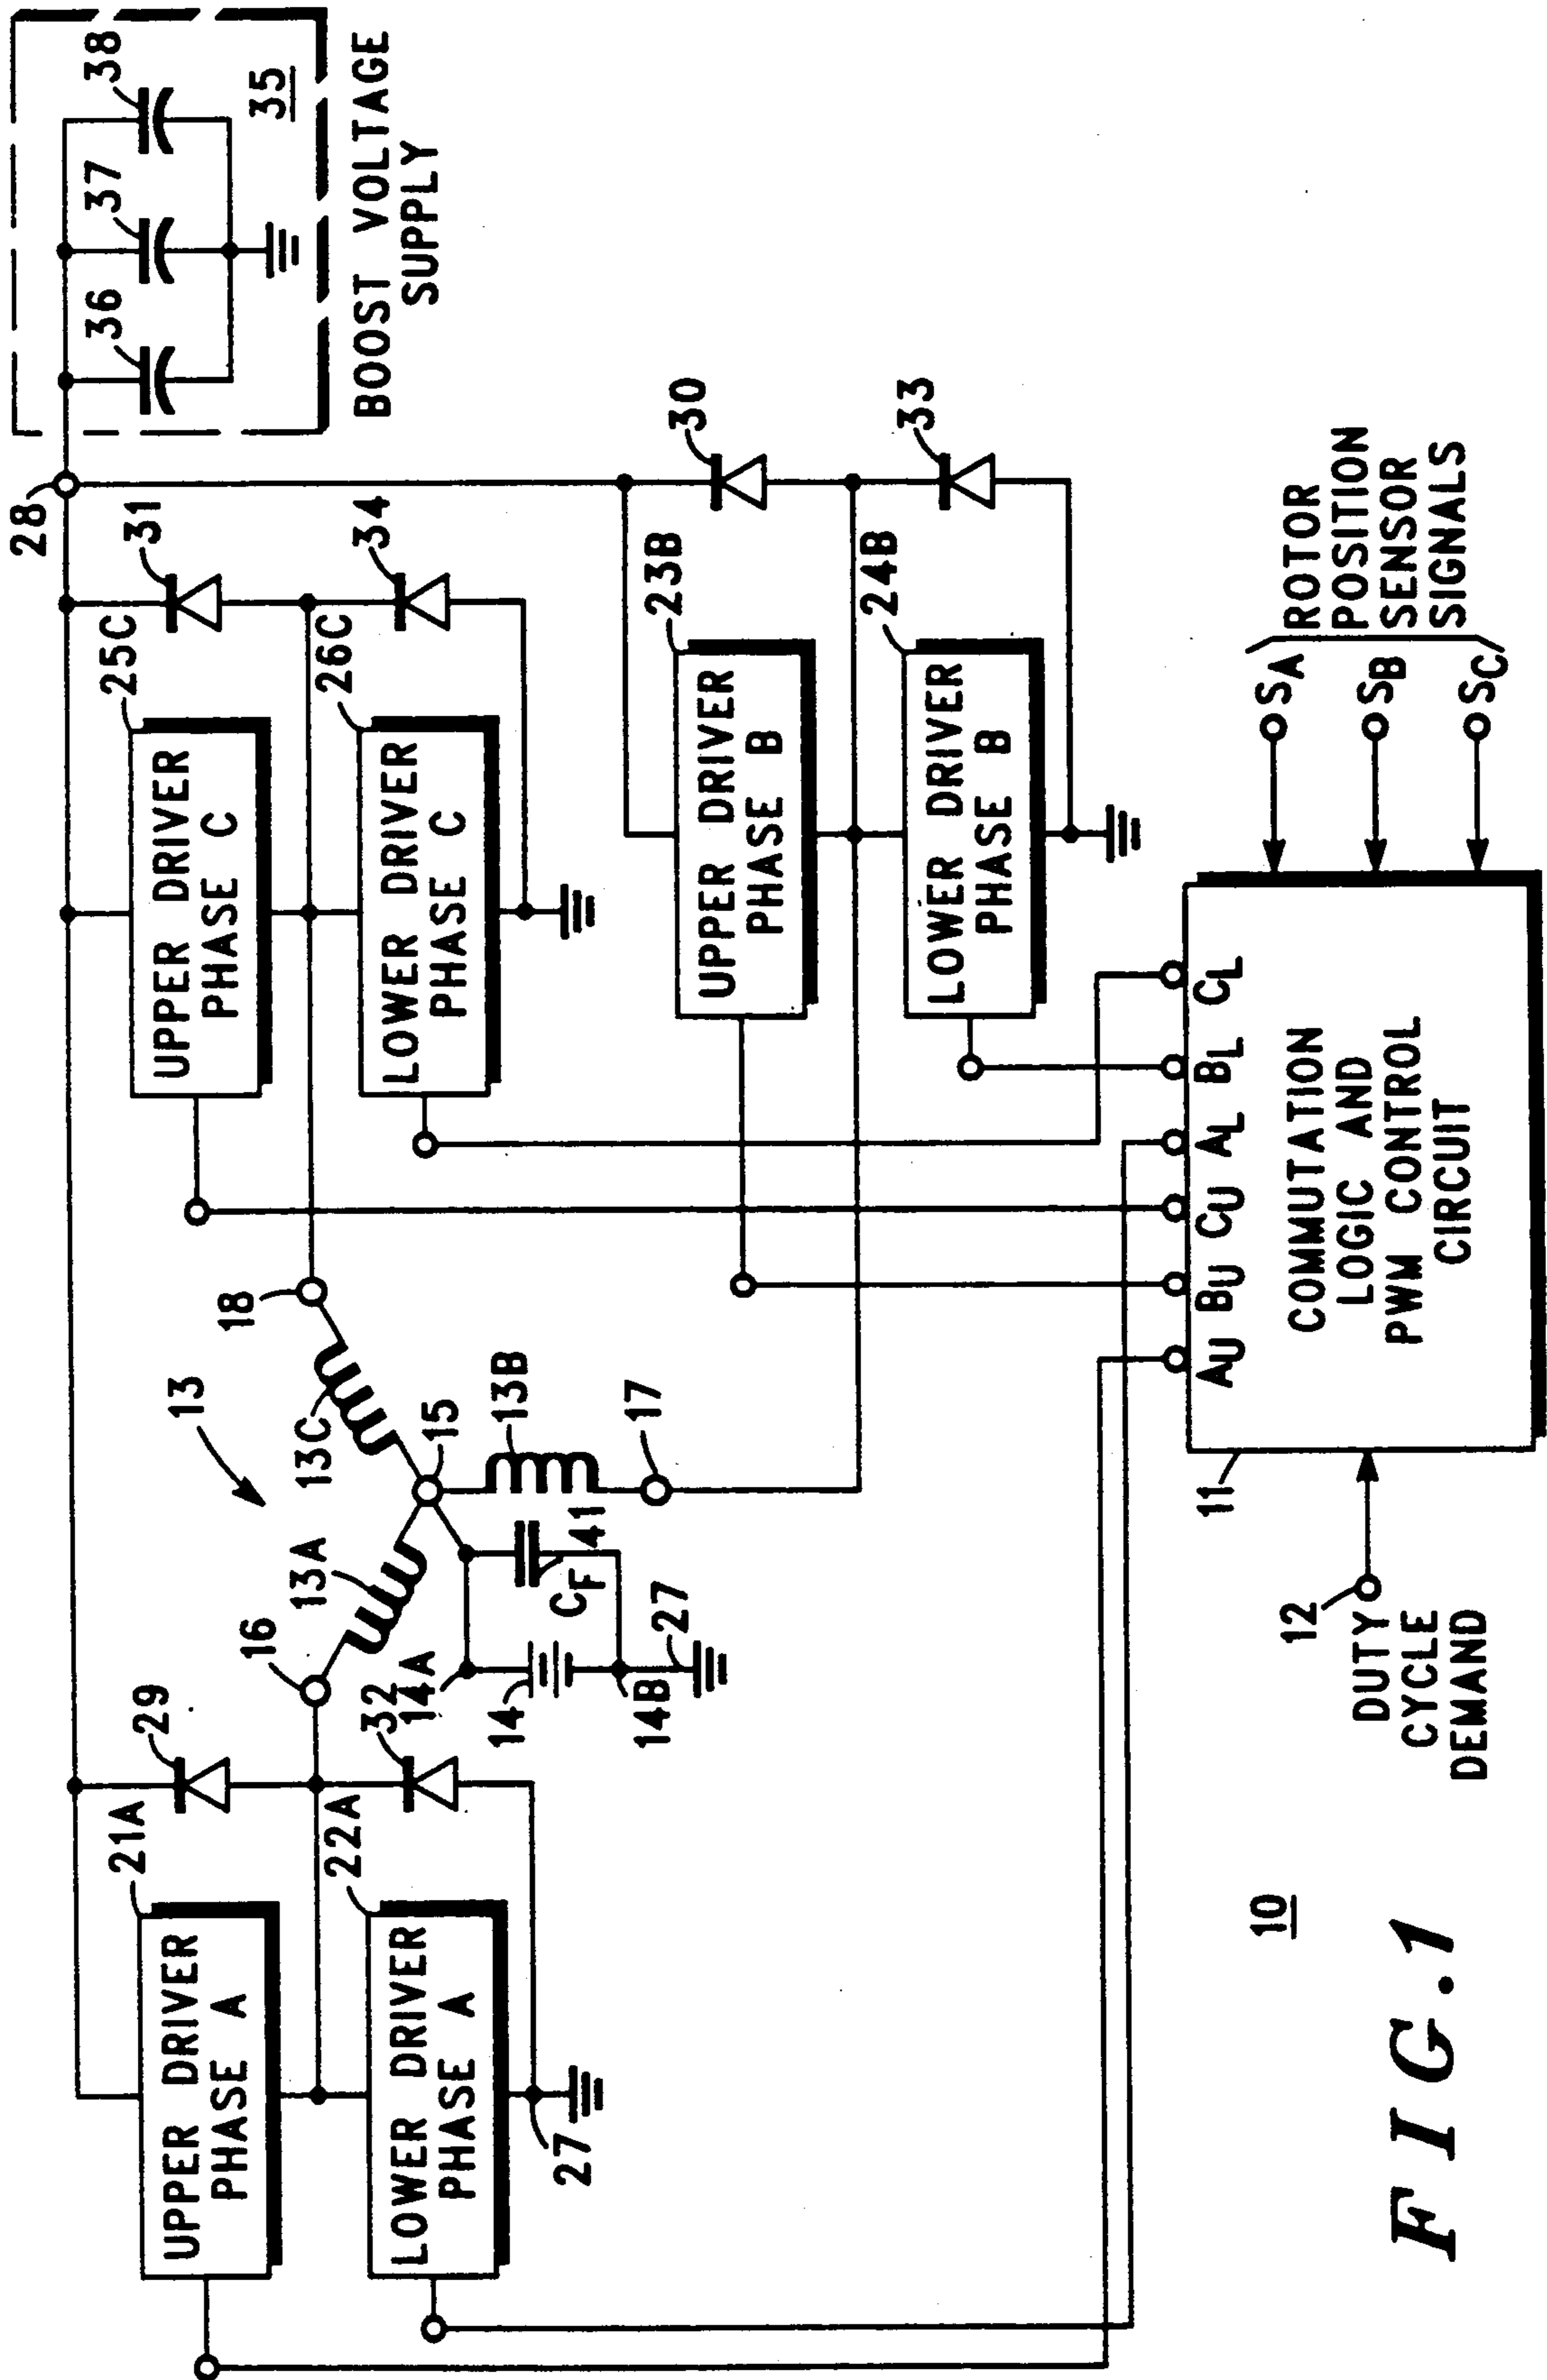 28
36
37
38
35
BOOST VOLTAGE
SUPPLY
21A
29
UPPER DRIVER
PHASE A
22A
32
LOWER DRIVER
PHASE A
27
16
13
13A
13C
18
15
13B
17
14A
14
14B
CF
41
27
25C
31
UPPER DRIVER
PHASE C
26C
34
LOWER DRIVER
PHASE C
23B
30
UPPER DRIVER
PHASE B
24B
33
LOWER DRIVER
PHASE B
AU
BU
CU
AL
BL
CL
COMMUTATION
LOGIC AND
PWM CONTROL
CIRCUIT
11
12
DUTY
CYCLE
DEMAND
SA
SB
SC
ROTOR
POSITION
SENSOR
SIGNALS
10
FIG.1